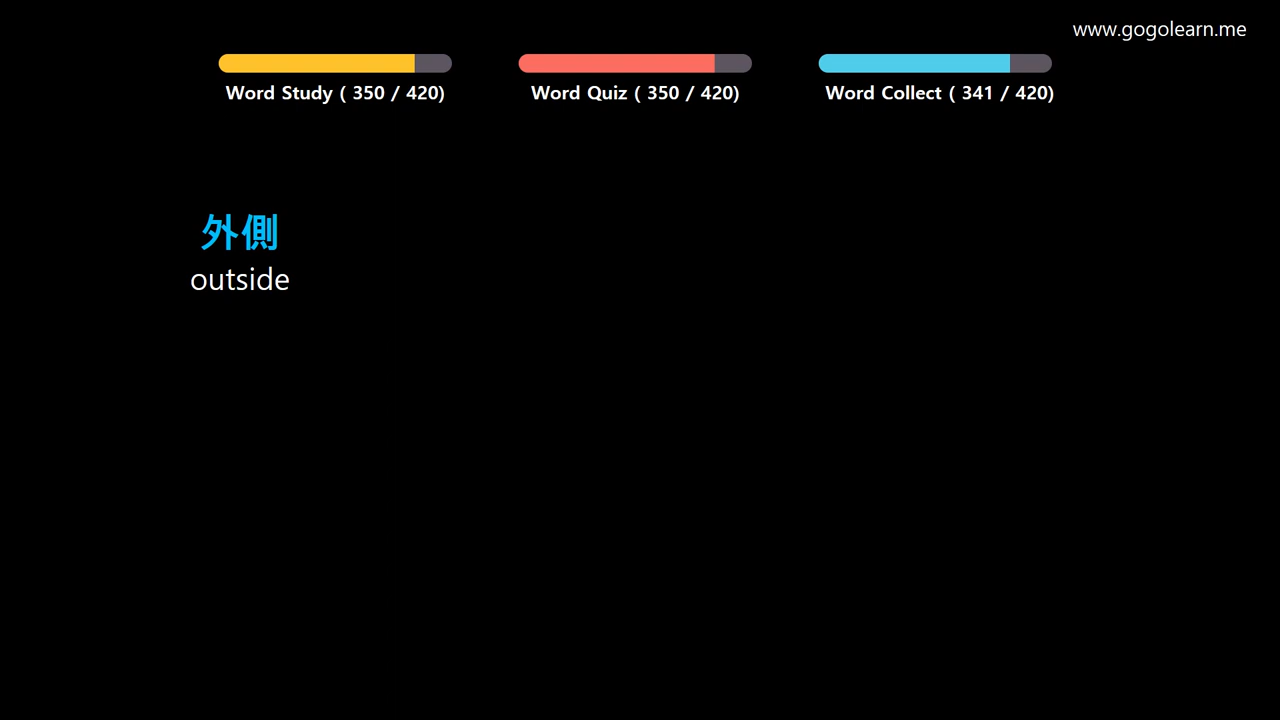 www.gogolearn.me
Word Study ( 350 / 420)
Word Quiz ( 350 / 420)
Word Collect ( 341 / 420)
外側
outside